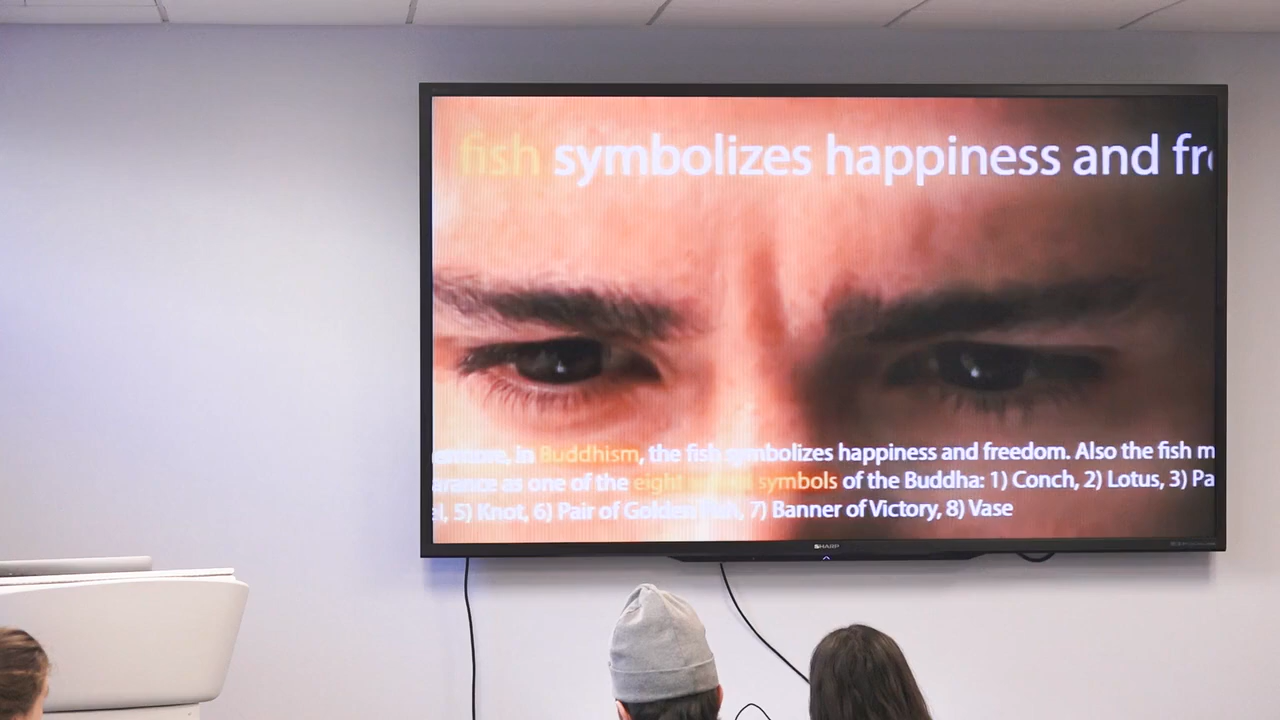 fish symbolizes happiness and fr
in Buddhism, the fish symbolizes happiness and freedom. Also the fish m
as one of the eight symbols of the Buddha: 1) Conch, 2) Lotus, 3) Pa
5) Knot, 6) Pair of Golden Fish, 7) Banner of Victory, 8) Vase
SHARP